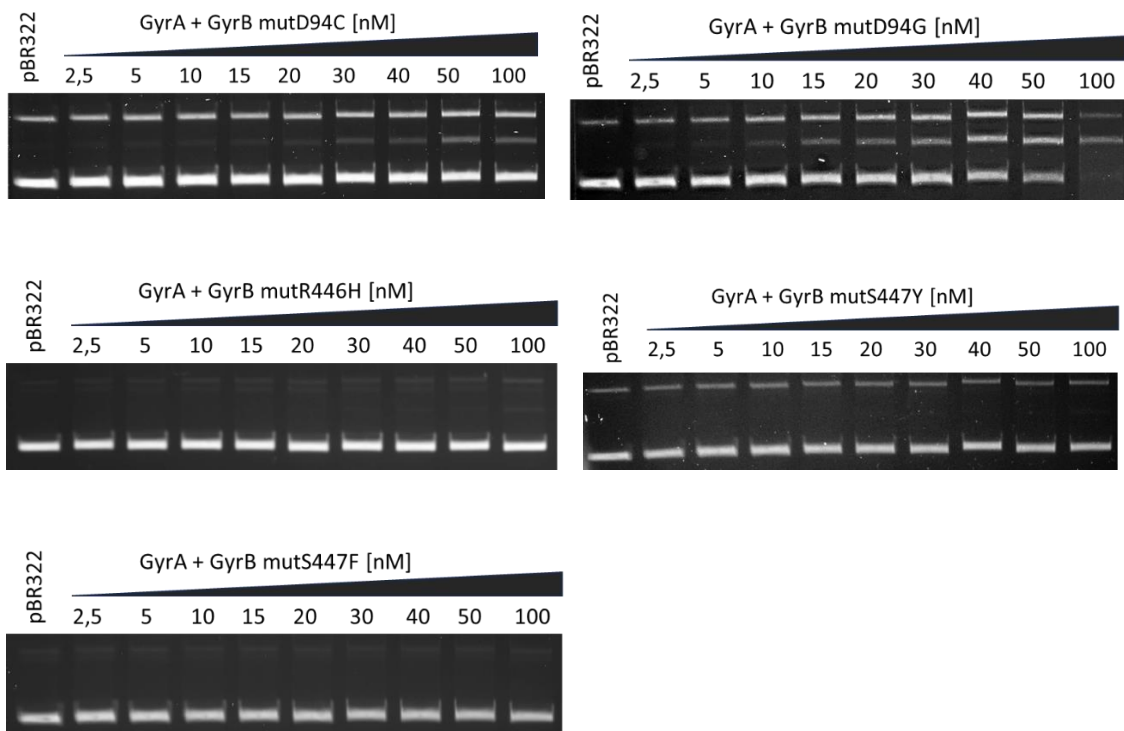 GyrA + GyrB mutD94C [nM]
pBR322
2,5 5 10 15 20 30 40 50 100
GyrA + GyrB mutD94G [nM]
pBR322
2,5 5 10 15 20 30 40 50 100
GyrA + GyrB mutR446H [nM]
pBR322
2,5 5 10 15 20 30 40 50 100
GyrA + GyrB mutS447Y [nM]
pBR322
2,5 5 10 15 20 30 40 50 100
GyrA + GyrB mutS447F [nM]
pBR322
2,5 5 10 15 20 30 40 50 100